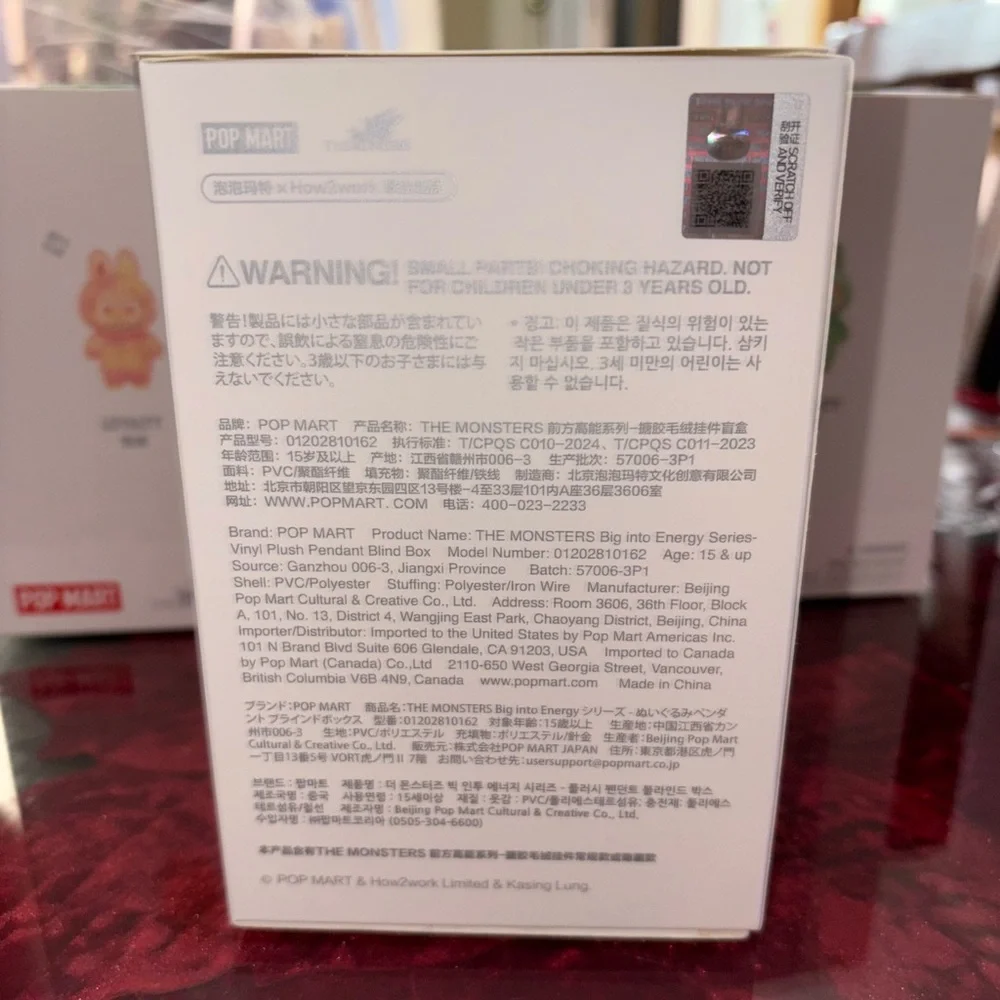 POP MART
泡泡玛特 × How2work
开封 SCRATCH OFF
刮验 AND VERIFY
WARNING! SMALL PARTS! CHOKING HAZARD. NOT
FOR CHILDREN UNDER 3 YEARS OLD.
警告!製品には小さな部品が含まれてい
ますので、誤飲による窒息の危険性にご
注意ください。3歳以下のお子さまには与
えないでください。
* 경고: 이 제품은 질식의 위험이 있는
작은 부품을 포함하고 있습니다. 삼키
지 마십시오. 3세 미만의 어린이는 사
용할 수 없습니다.
品牌: POP MART 产品名称: THE MONSTERS 前方高能系列-搪胶毛绒挂件盲盒
产品型号: 01202810162 执行标准: T/CPQS C010-2024、T/CPQS C011-2023
年龄范围: 15岁及以上 产地: 江西省赣州市006-3 生产批次: 57006-3P1
面料: PVC/聚酯纤维 填充物: 聚酯纤维/铁线 制造商: 北京泡泡玛特文化创意有限公司
地址: 北京市朝阳区望京东园四区13号楼-4至33层101内A座36层3606室
网址: WWW.POPMART.COM 电话: 400-023-2233
Brand: POP MART Product Name: THE MONSTERS Big into Energy Series-
Vinyl Plush Pendant Blind Box Model Number: 01202810162 Age: 15 & up
Source: Ganzhou 006-3, Jiangxi Province Batch: 57006-3P1
Shell: PVC/Polyester Stuffing: Polyester/Iron Wire Manufacturer: Beijing
Pop Mart Cultural & Creative Co., Ltd. Address: Room 3606, 36th Floor, Block
A, 101, No. 13, District 4, Wangjing East Park, Chaoyang District, Beijing, China
Importer/Distributor: Imported to the United States by Pop Mart Americas Inc.
101 N Brand Blvd Suite 606 Glendale, CA 91203, USA Imported to Canada
by Pop Mart (Canada) Co.,Ltd 2110-650 West Georgia Street, Vancouver,
British Columbia V6B 4N9, Canada www.popmart.com Made in China
ブランド:POP MART 商品名:THE MONSTERS Big into Energy シリーズ - ぬいぐるみペンダ
ント ブラインドボックス 型番:01202810162 対象年齢:15歳以上 生産地:中国江西省カン
州市006-3 生地:PVC/ポリエステル 充填物:ポリエステル/針金 生産者:Beijing Pop Mart
Cultural & Creative Co., Ltd. 販売元:株式会社POP MART JAPAN 住所:東京都港区虎ノ門
一丁目13番5号 VORT虎ノ門II 7階 お問い合わせ先:usersupport@popmart.co.jp
브랜드 : 팝마트 제품명 : 더 몬스터즈 빅 인투 에너지 시리즈 - 플러시 펜던트 블라인드 박스
제조국명 : 중국 사용연령 : 15세이상 재질 : 옷감 : PVC/폴리에스테르섬유; 충전재: 폴리에스
테르섬유/철선 제조자명 : Beijing Pop Mart Cultural & Creative Co., Ltd.
수입자명 : ㈜팝마트코리아 (0505-304-6600)
本产品含有THE MONSTERS 前方高能系列-搪胶毛绒挂件常规款或隐藏款
© POP MART & How2work Limited & Kasing Lung.
LOYALTY
POP MART